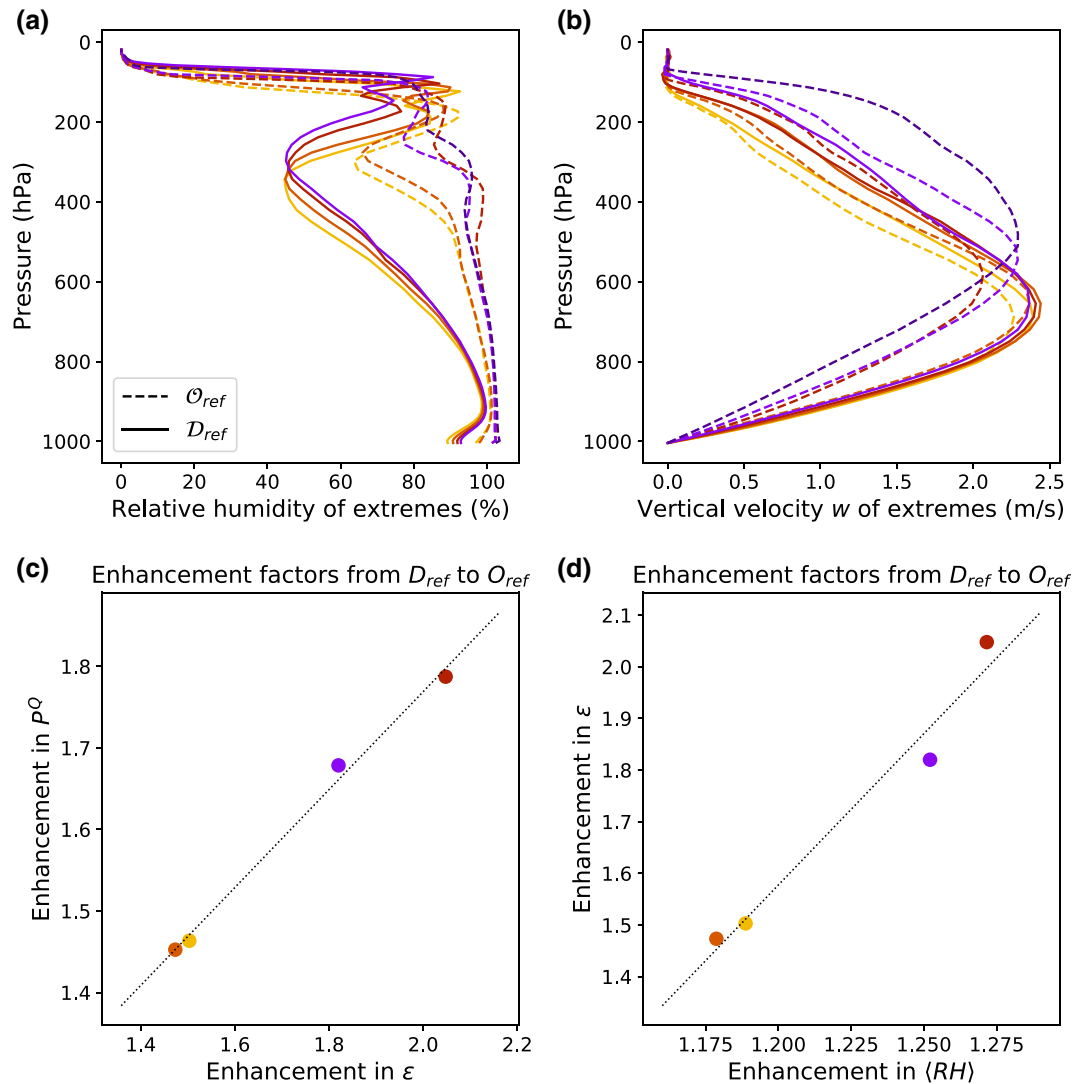 (a)
0
200
400
600
800
1000
Pressure (hPa)
𝒪ref
𝒟ref
0 20 40 60 80 100
Relative humidity of extremes (%)
(b)
0
200
400
600
800
1000
Pressure (hPa)
0.0 0.5 1.0 1.5 2.0 2.5
Vertical velocity w of extremes (m/s)
(c)
Enhancement factors from Dref to Oref
1.8
1.7
1.6
1.5
1.4
Enhancement in P^Q
1.4 1.6 1.8 2.0 2.2
Enhancement in ε
(d)
Enhancement factors from Dref to Oref
2.1
2.0
1.9
1.8
1.7
1.6
1.5
1.4
Enhancement in ε
1.175 1.200 1.225 1.250 1.275
Enhancement in ⟨RH⟩